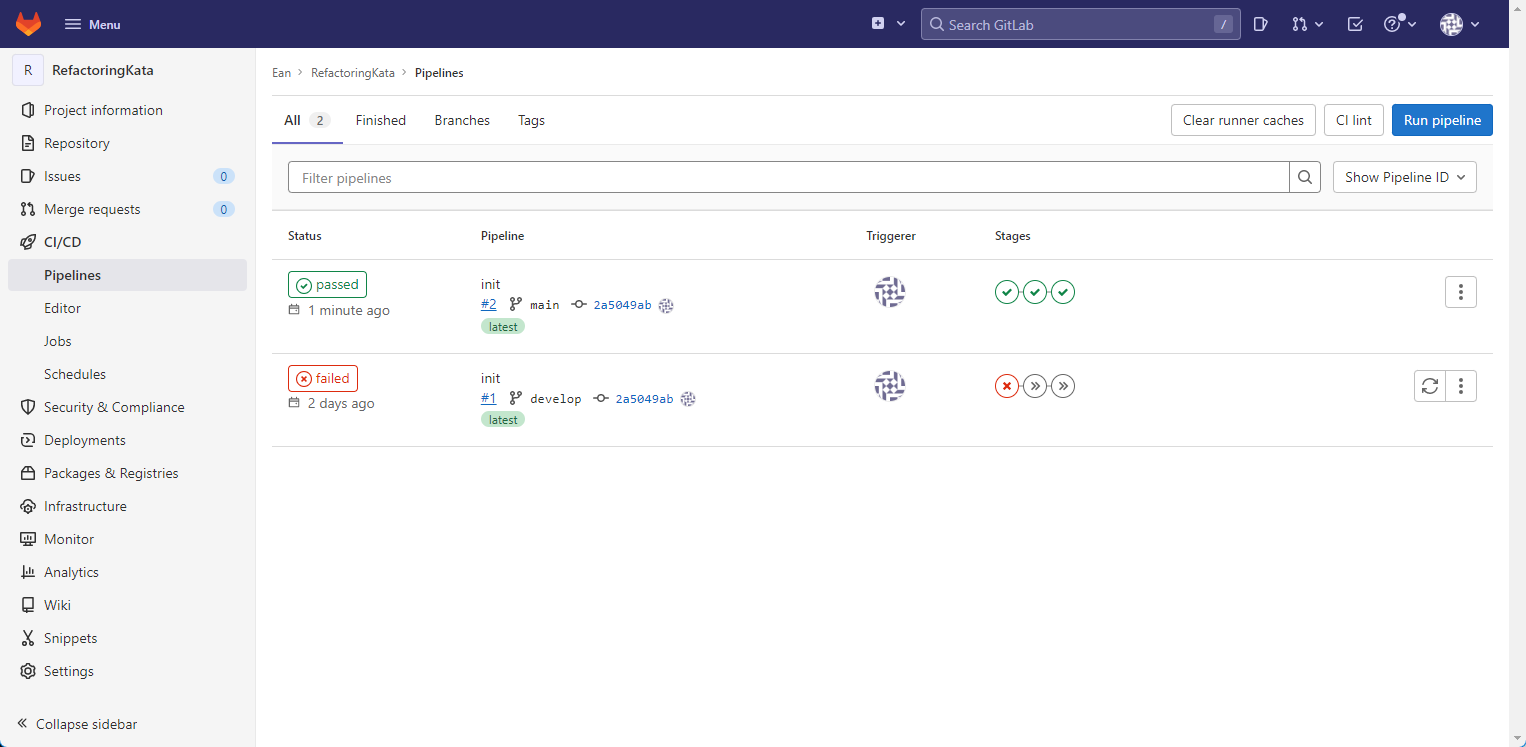 Menu
Search GitLab /
R RefactoringKata
Project information
Repository
Issues 0
Merge requests 0
CI/CD
Pipelines
Editor
Jobs
Schedules
Security & Compliance
Deployments
Packages & Registries
Infrastructure
Monitor
Analytics
Wiki
Snippets
Settings
Collapse sidebar
Ean › RefactoringKata › Pipelines
All 2 Finished Branches Tags Clear runner caches CI lint Run pipeline
Filter pipelines Show Pipeline ID
Status Pipeline Triggerer Stages
passed init
1 minute ago #2 main 2a5049ab
latest
failed init
2 days ago #1 develop 2a5049ab
latest